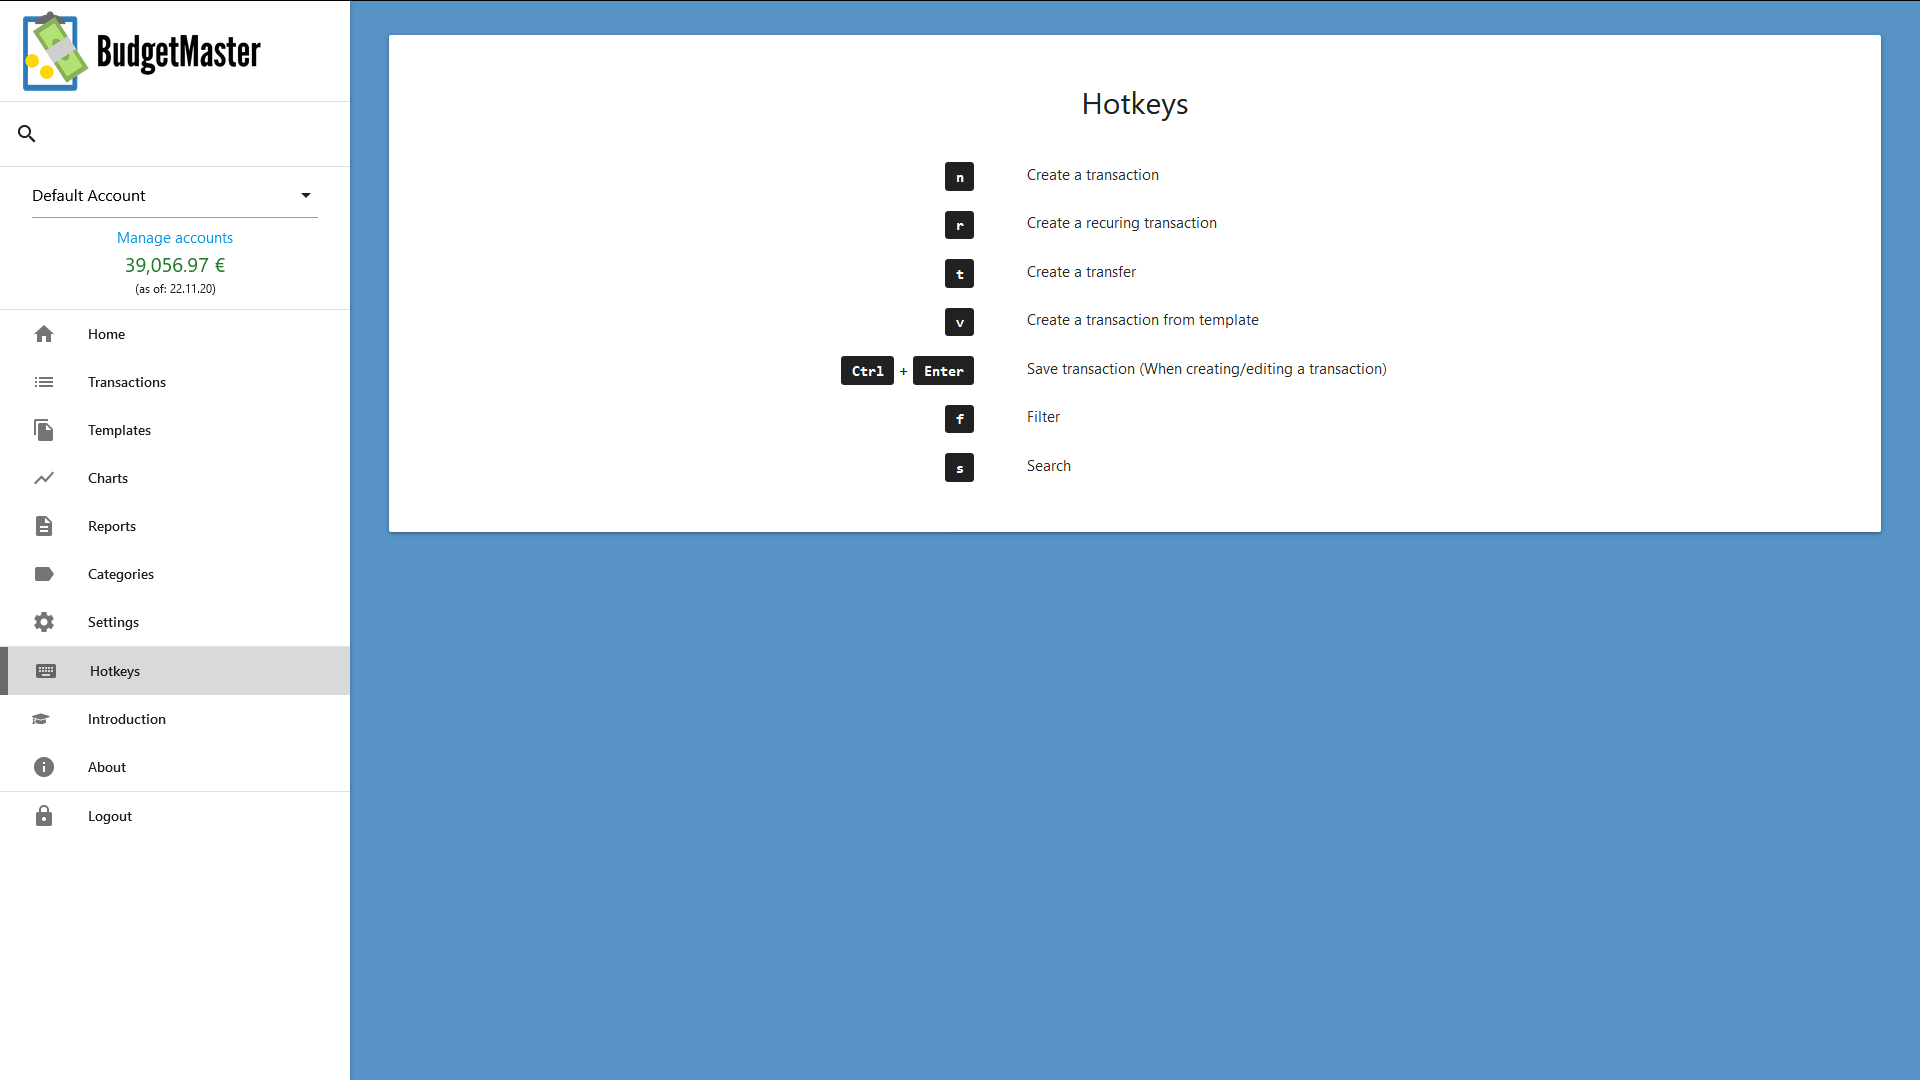 BudgetMaster
Default Account
Manage accounts
39,056.97 €
(as of: 22.11.20)
Home
Transactions
Templates
Charts
Reports
Categories
Settings
Hotkeys
Introduction
About
Logout
Hotkeys
n Create a transaction
r Create a recuring transaction
t Create a transfer
v Create a transaction from template
Ctrl + Enter Save transaction (When creating/editing a transaction)
f Filter
s Search